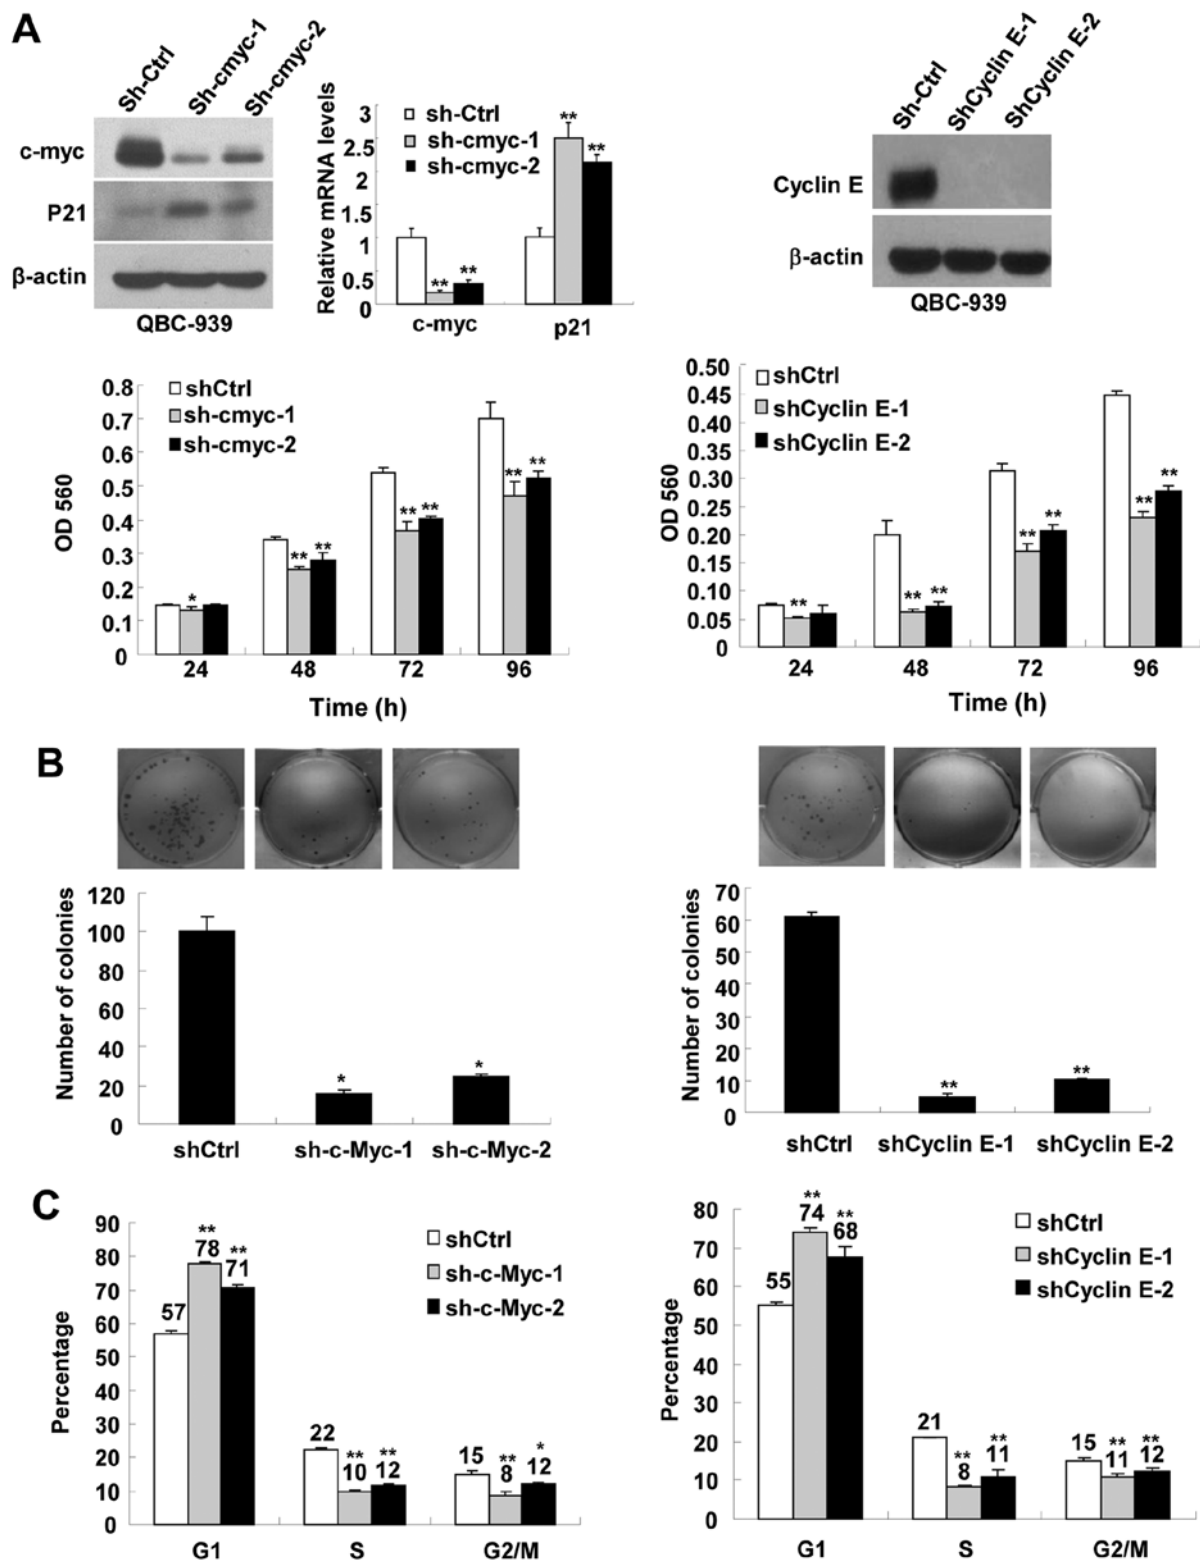 A
Sh-Ctrl
Sh-cmyc-1
Sh-cmyc-2
c-myc
P21
β-actin
QBC-939
Relative mRNA levels
3
2.5
2
1.5
1
0.5
0
sh-Ctrl
sh-cmyc-1
sh-cmyc-2
** **
** **
c-myc p21
Sh-Ctrl
ShCyclin E-1
ShCyclin E-2
Cyclin E
β-actin
QBC-939
OD 560
0.8
0.7
0.6
0.5
0.4
0.3
0.2
0.1
0
shCtrl
sh-cmyc-1
sh-cmyc-2
* ** ** ** ** ** **
24 48 72 96
Time (h)
OD 560
0.50
0.45
0.40
0.35
0.30
0.25
0.20
0.15
0.10
0.05
0
shCtrl
shCyclin E-1
shCyclin E-2
** ** ** ** ** ** **
24 48 72 96
Time (h)
B
Number of colonies
120
100
80
60
40
20
0
* *
shCtrl sh-c-Myc-1 sh-c-Myc-2
Number of colonies
70
60
50
40
30
20
10
0
** **
shCtrl shCyclin E-1 shCyclin E-2
C
Percentage
90
80
70
60
50
40
30
20
10
0
shCtrl
sh-c-Myc-1
sh-c-Myc-2
** ** ** ** ** *
57 78 71 22 10 12 15 8 12
G1 S G2/M
Percentage
80
70
60
50
40
30
20
10
0
shCtrl
shCyclin E-1
shCyclin E-2
** ** ** ** ** **
55 74 68 21 8 11 15 11 12
G1 S G2/M